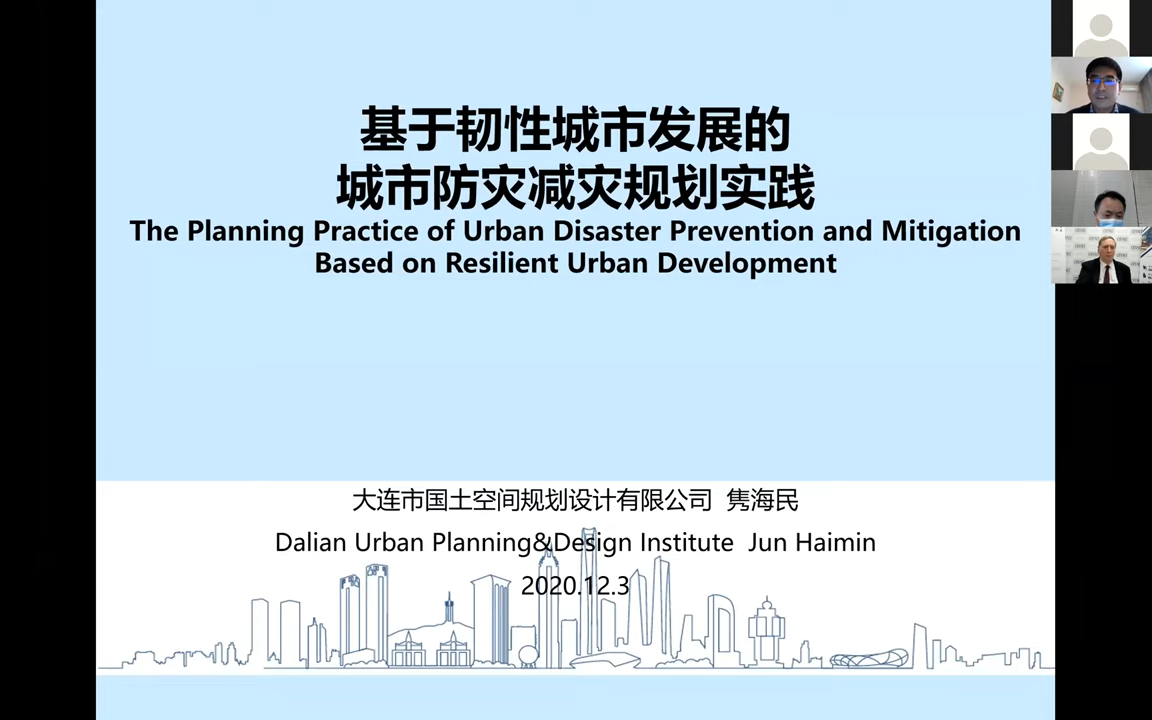 基于韧性城市发展的
城市防灾减灾规划实践
The Planning Practice of Urban Disaster Prevention and Mitigation
Based on Resilient Urban Development
大连市国土空间规划设计有限公司 隽海民
Dalian Urban Planning&Design Institute Jun Haimin
2020.12.3